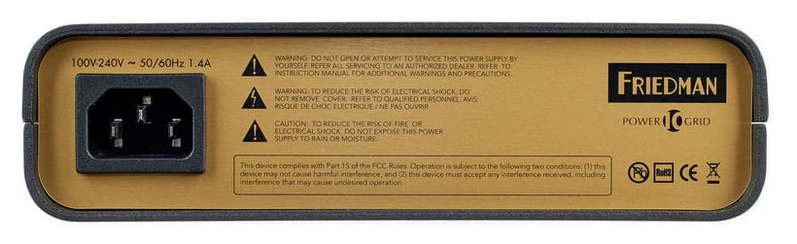 100V-240V ~ 50/60Hz 1.4A
WARNING: DO NOT OPEN OR ATTEMPT TO SERVICE THIS POWER SUPPLY BY
YOURSELF. REFER ALL SERVICING TO AN AUTHORIZED DEALER. REFER TO
INSTRUCTION MANUAL FOR ADDITIONAL WARNINGS AND PRECAUTIONS.
WARNING: TO REDUCE THE RISK OF ELECTRICAL SHOCK, DO
NOT REMOVE COVER: REFER TO QUALIFIED PERSONNEL AVIS:
RISQUE DE CHOC ELECTRIQUE / NE PAS OUVRIR
CAUTION: TO REDUCE THE RISK OF FIRE OR
ELECTRICAL SHOCK, DO NOT EXPOSE THIS POWER
SUPPLY TO RAIN OR MOISTURE.
This device complies with Part 15 of the FCC-Rules. Operation is subject to the following two conditions: (1) this
device may not cause harmful interference, and (2) this device must accept any interference received, including
interference that may cause undesired operation.
FRIEDMAN
POWER 10 GRID
RoHS
CE